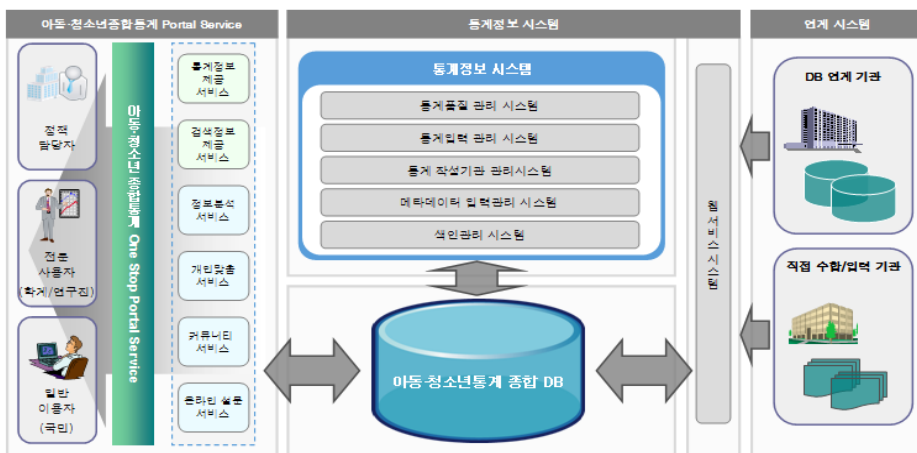 아동·청소년종합통계 Portal Service
통계정보 시스템
연계 시스템
정책
담당자
전문
사용자
(학계/연구진)
일반
이용자
(국민)
아동·청소년 종합통계 One Stop Portal Service
통계정보
제공
서비스
검색정보
제공
서비스
정보분석
서비스
개인맞춤
서비스
커뮤니티
서비스
온라인 설문
서비스
통계정보 시스템
통계품질 관리 시스템
통계입력 관리 시스템
통계 작성기관 관리시스템
메타데이터 입력관리 시스템
색인관리 시스템
아동·청소년통계 종합 DB
웹 서비스 시스템
DB 연계 기관
직접 수합/입력 기관